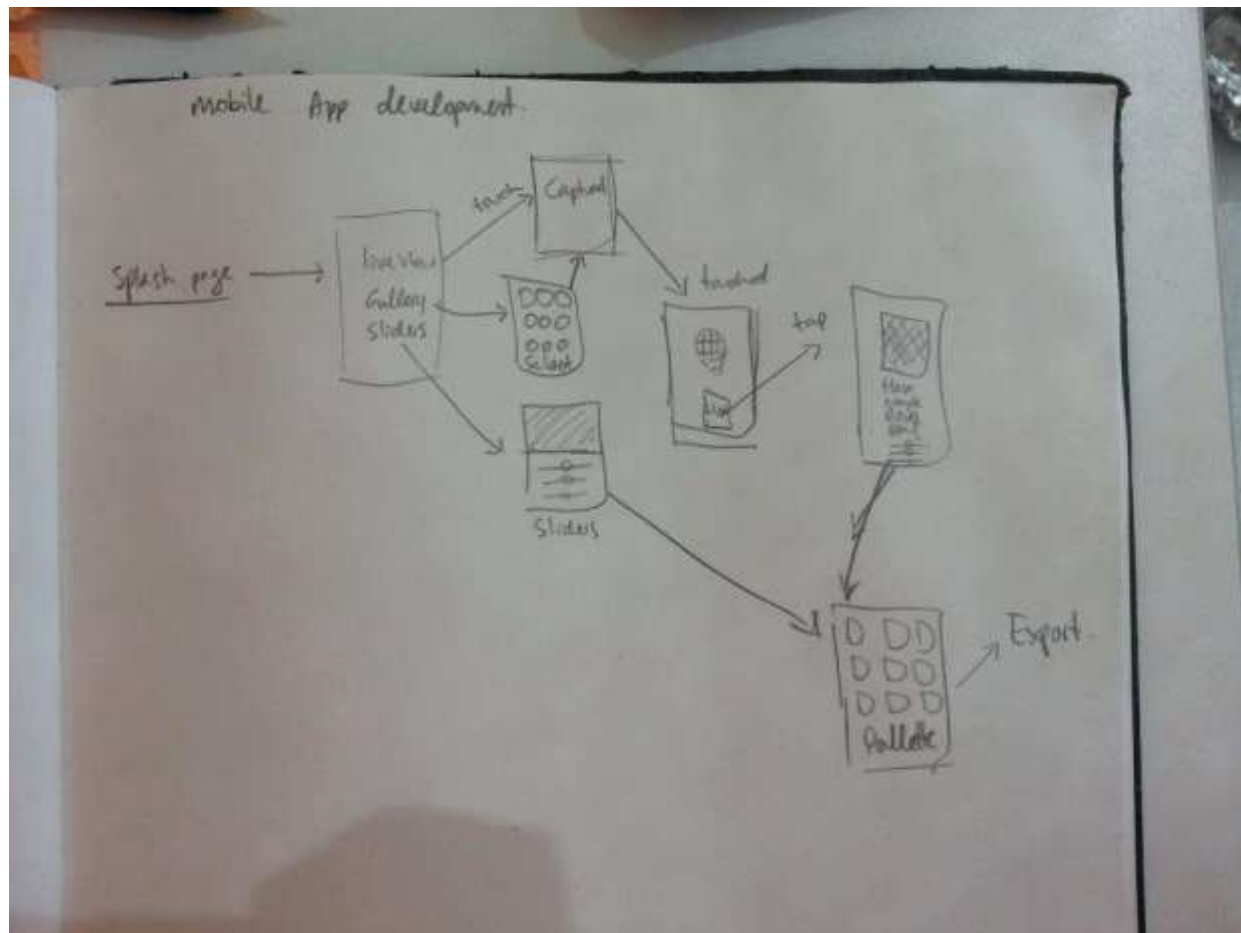 mobile App development.
Splash page
live view
Gallery
Sliders
touch
Captured
Select
Sliders
touched
tap
Pallette
Export.